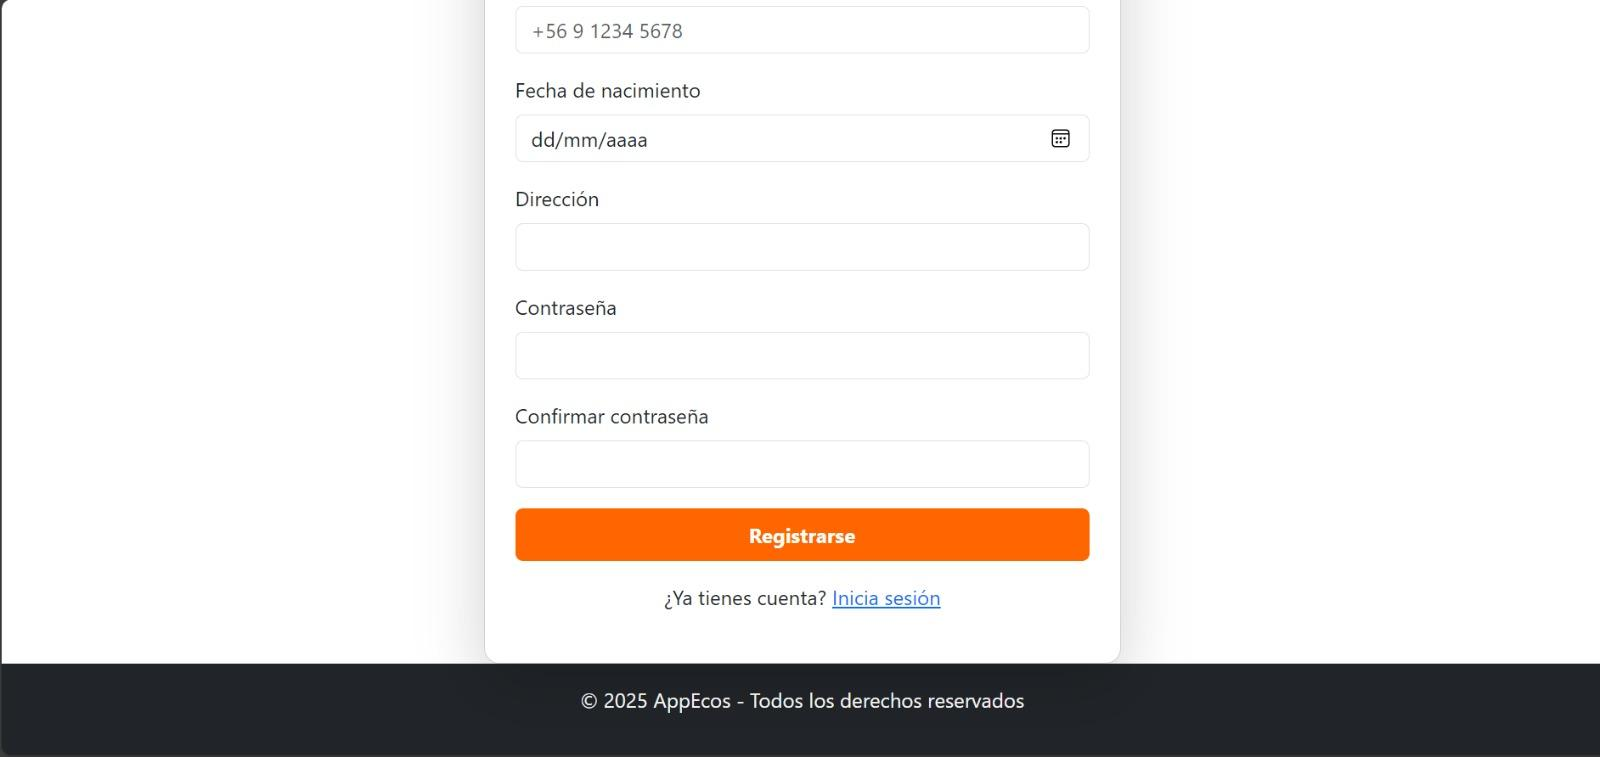 +56 9 1234 5678
Fecha de nacimiento
dd/mm/aaaa
Dirección
Contraseña
Confirmar contraseña
Registrarse
¿Ya tienes cuenta? Inicia sesión
© 2025 AppEcos - Todos los derechos reservados